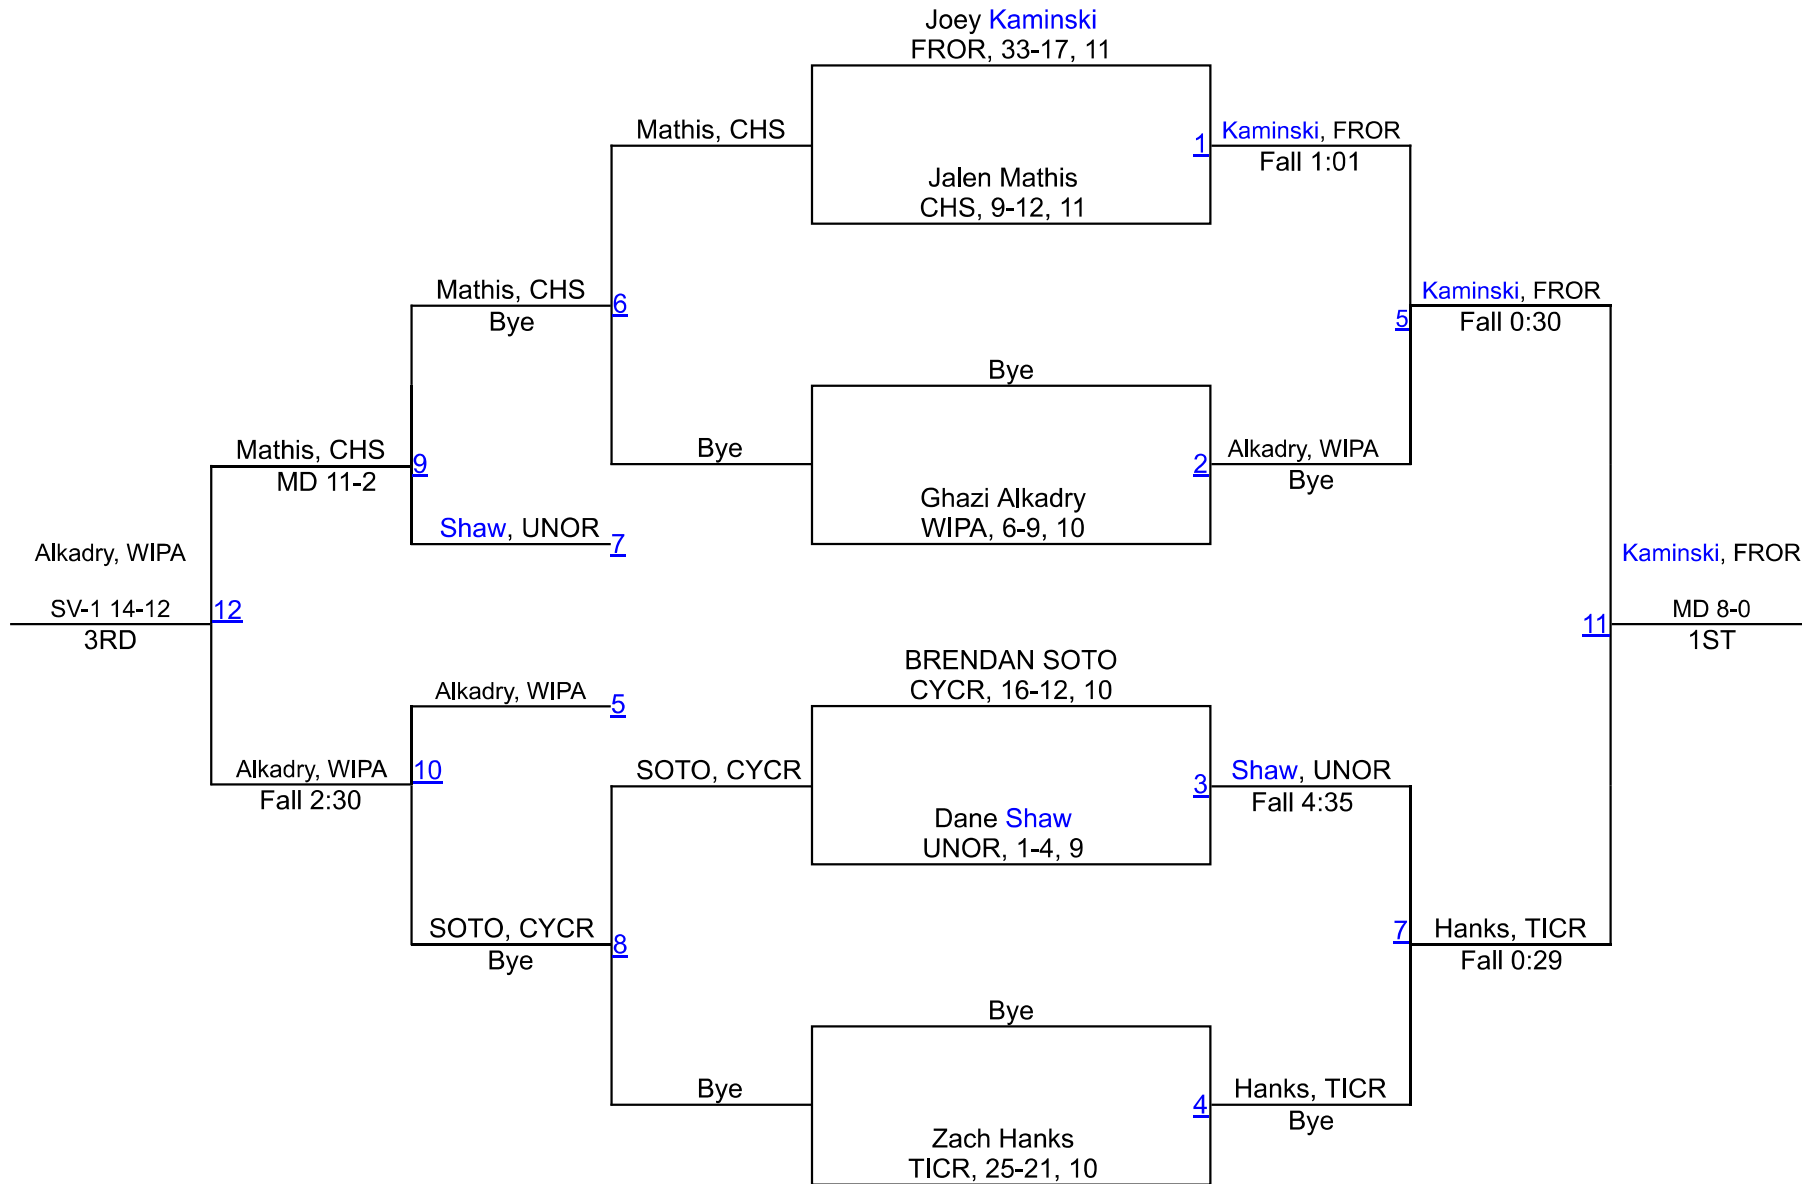 Joey Kaminski
FROR, 33-17, 11
Mathis, CHS
1
Kaminski, FROR
Fall 1:01
Jalen Mathis
CHS, 9-12, 11
Mathis, CHS
Bye
6
Kaminski, FROR
5
Fall 0:30
Bye
Mathis, CHS
MD 11-2
9
Bye
2
Alkadry, WIPA
Bye
Ghazi Alkadry
WIPA, 6-9, 10
Shaw, UNOR
7
Alkadry, WIPA
SV-1 14-12
3RD
12
Kaminski, FROR
11
MD 8-0
1ST
BRENDAN SOTO
CYCR, 16-12, 10
Alkadry, WIPA
5
Alkadry, WIPA
Fall 2:30
10
SOTO, CYCR
3
Shaw, UNOR
Fall 4:35
Dane Shaw
UNOR, 1-4, 9
SOTO, CYCR
Bye
8
7
Hanks, TICR
Fall 0:29
Bye
Bye
4
Hanks, TICR
Bye
Zach Hanks
TICR, 25-21, 10